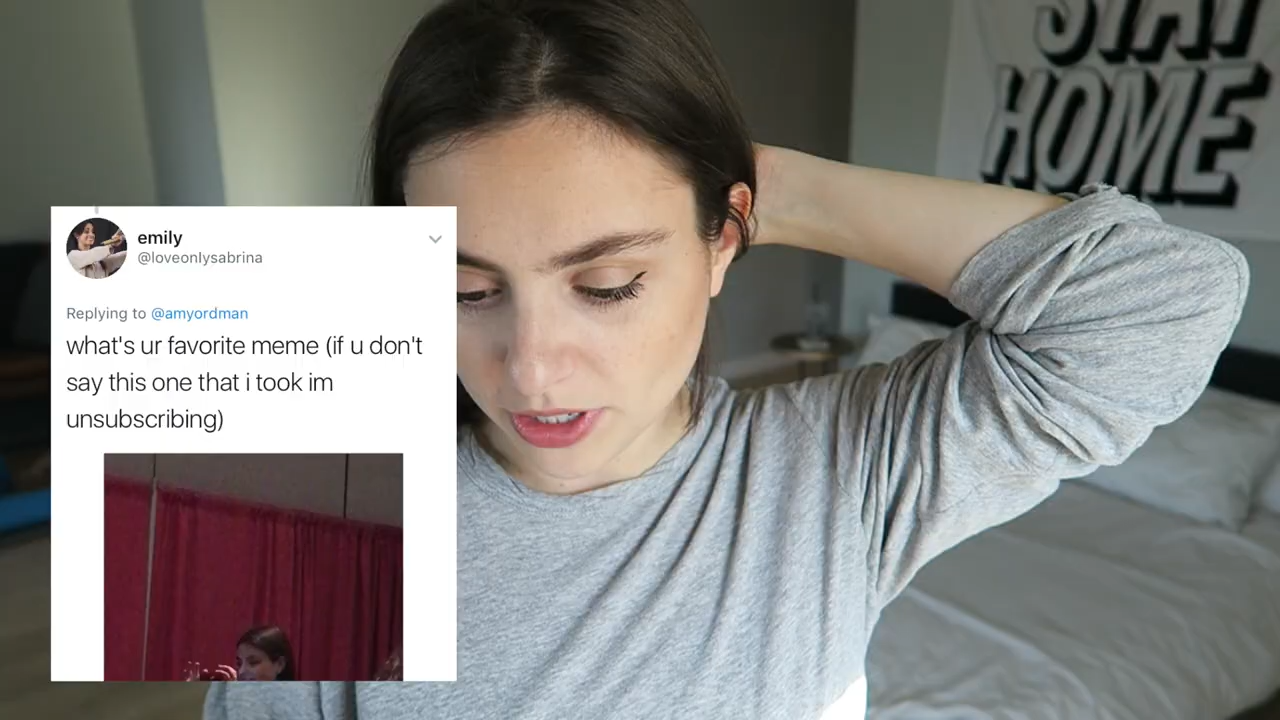 STAY
HOME
emily
@loveonlysabrina
Replying to @amyordman
what's ur favorite meme (if u don't
say this one that i took im
unsubscribing)